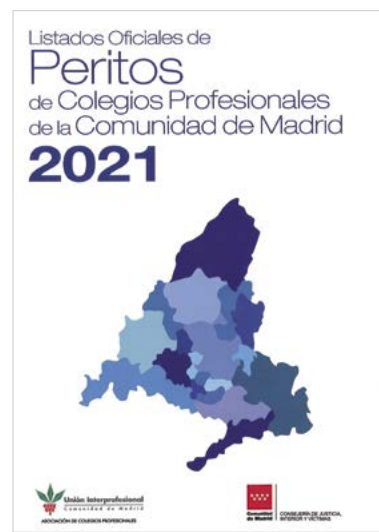 Listados Oficiales de
Peritos
de Colegios Profesionales
de la Comunidad de Madrid
2021
Unión Interprofesional
Comunidad de Madrid
ASOCIACIÓN DE COLEGIOS PROFESIONALES
Comunidad
de Madrid
CONSEJERÍA DE JUSTICIA,
INTERIOR Y VÍCTIMAS